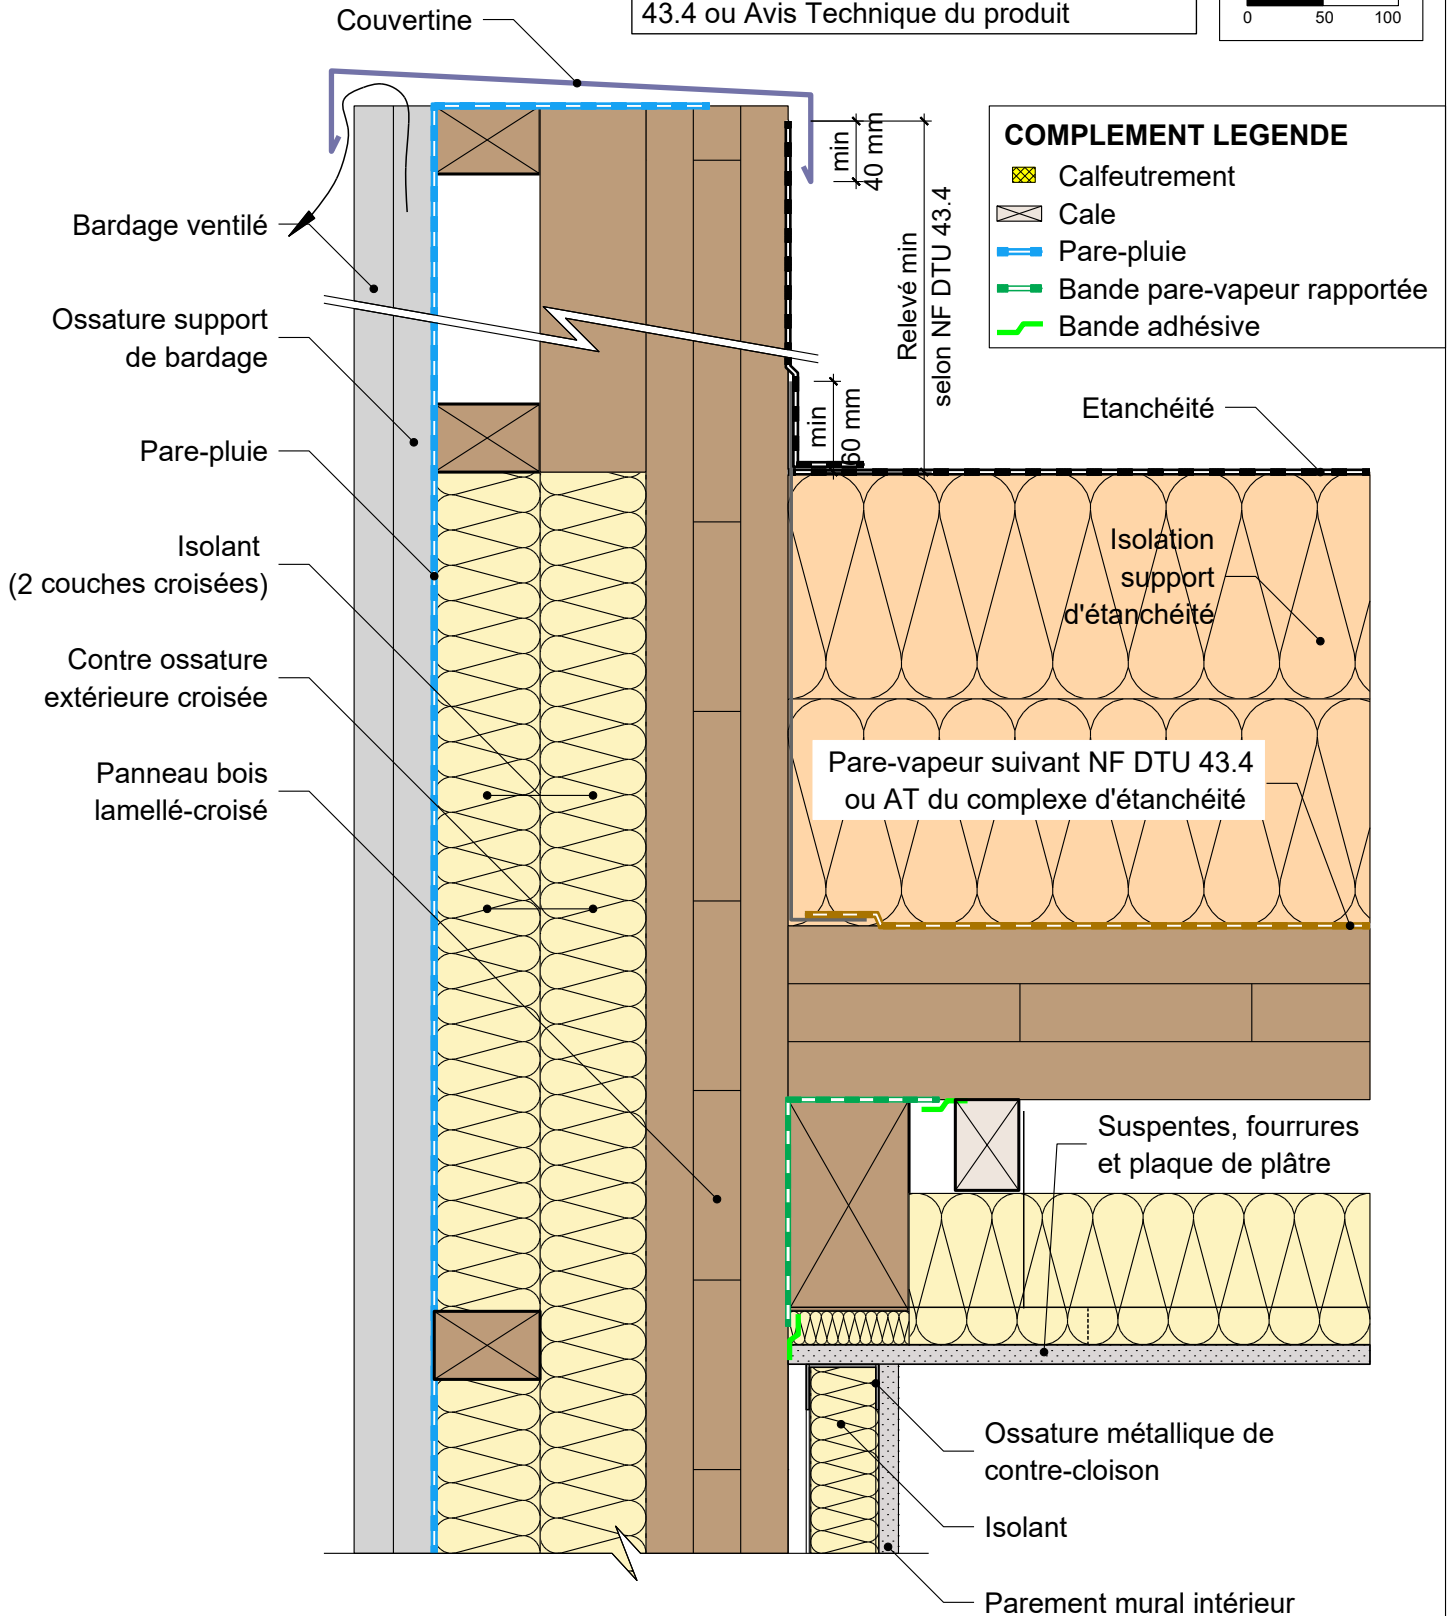 43.4 ou Avis Technique du produit
0 50 100
Couvertine
COMPLEMENT LEGENDE
Calfeutrement
Cale
Pare-pluie
Bande pare-vapeur rapportée
Bande adhésive
min
40 mm
Relevé min
selon NF DTU 43.4
min
60 mm
Bardage ventilé
Ossature support
de bardage
Pare-pluie
Isolant
(2 couches croisées)
Contre ossature
extérieure croisée
Panneau bois
lamellé-croisé
Etanchéité
Isolation
support
d'étanchéité
Pare-vapeur suivant NF DTU 43.4
ou AT du complexe d'étanchéité
Suspentes, fourrures
et plaque de plâtre
Ossature métallique de
contre-cloison
Isolant
Parement mural intérieur